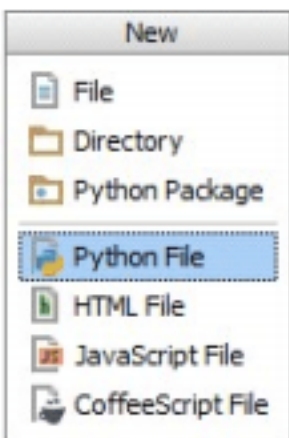 New
File
Directory
Python Package
Python File
HTML File
JavaScript File
CoffeeScript File